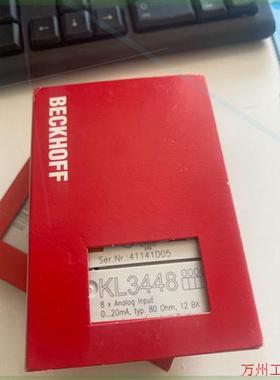 BECKHOFF
Ser.Nr.:41141D05
KL3448
8 x Analog Input
0...20mA, typ. 80 Ohm, 12 Bit
万州工